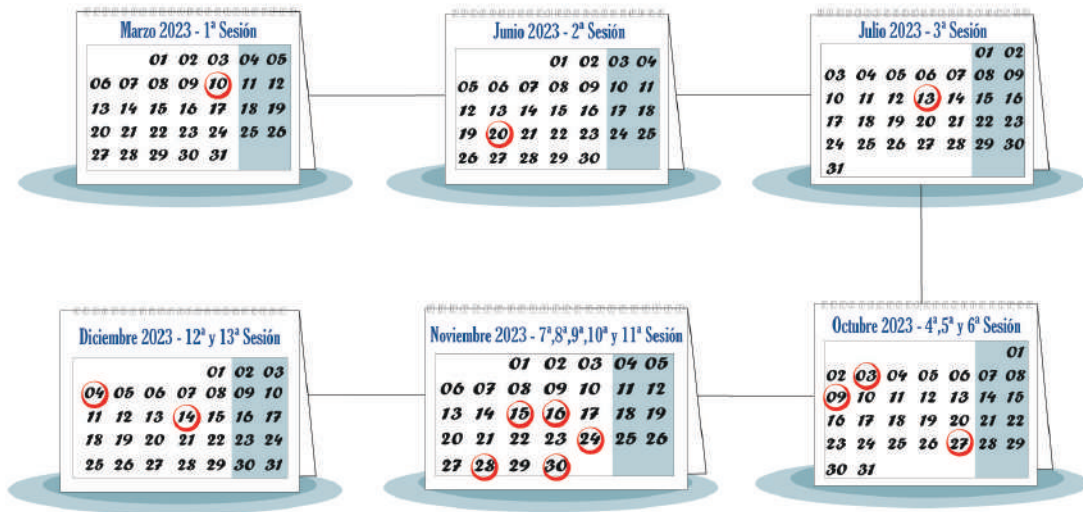 Marzo 2023 - 1ª Sesión
01 02 03 04 05
06 07 08 09 10 11 12
13 14 15 16 17 18 19
20 21 22 23 24 25 26
27 28 29 30 31
Junio 2023 - 2ª Sesión
01 02 03 04
05 06 07 08 09 10 11
12 13 14 15 16 17 18
19 20 21 22 23 24 25
26 27 28 29 30
Julio 2023 - 3ª Sesión
01 02
03 04 05 06 07 08 09
10 11 12 13 14 15 16
17 18 19 20 21 22 23
24 25 26 27 28 29 30
31
Diciembre 2023 - 12ª y 13ª Sesión
01 02 03
04 05 06 07 08 09 10
11 12 13 14 15 16 17
18 19 20 21 22 23 24
25 26 27 28 29 30 31
Noviembre 2023 - 7ª,8ª,9ª,10ª y 11ª Sesión
01 02 03 04 05
06 07 08 09 10 11 12
13 14 15 16 17 18 19
20 21 22 23 24 25 26
27 28 29 30
Octubre 2023 - 4ª,5ª y 6ª Sesión
01
02 03 04 05 06 07 08
09 10 11 12 13 14 15
16 17 18 19 20 21 22
23 24 25 26 27 28 29
30 31